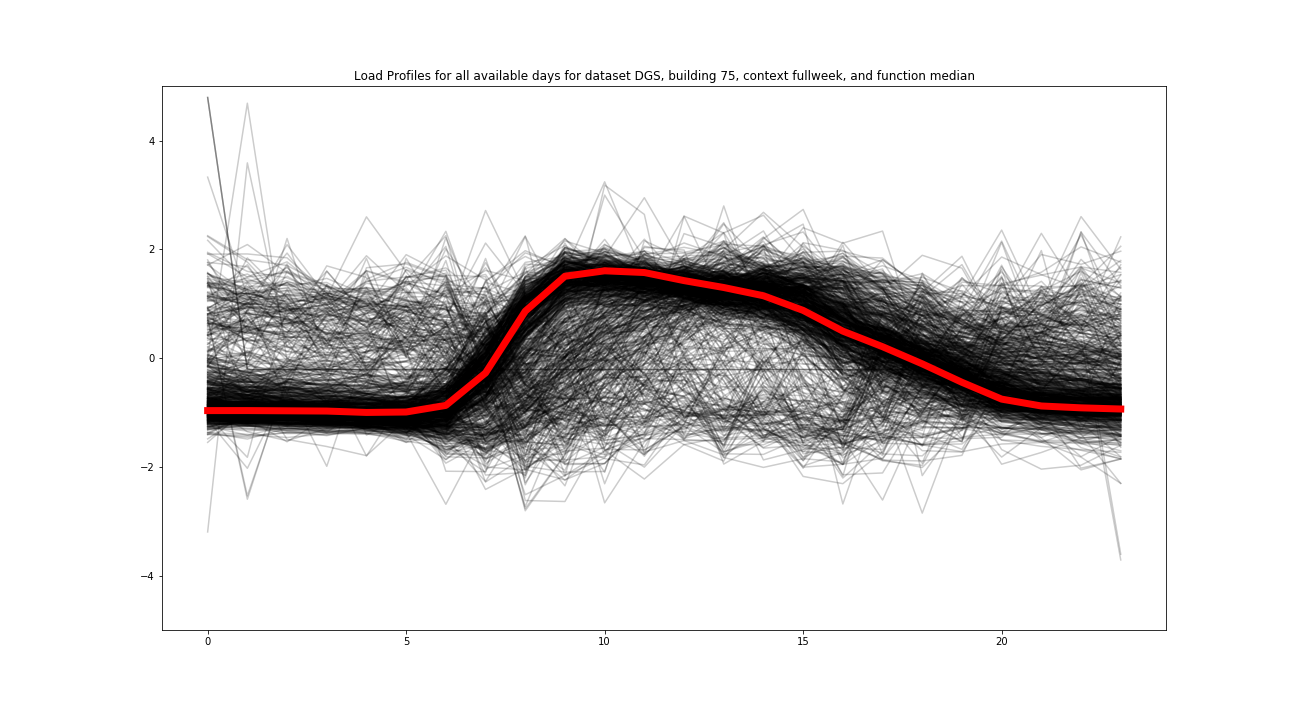 Load Profiles for all available days for dataset DGS, building 75, context fullweek, and function median
4
2
0
−2
−4
0 5 10 15 20